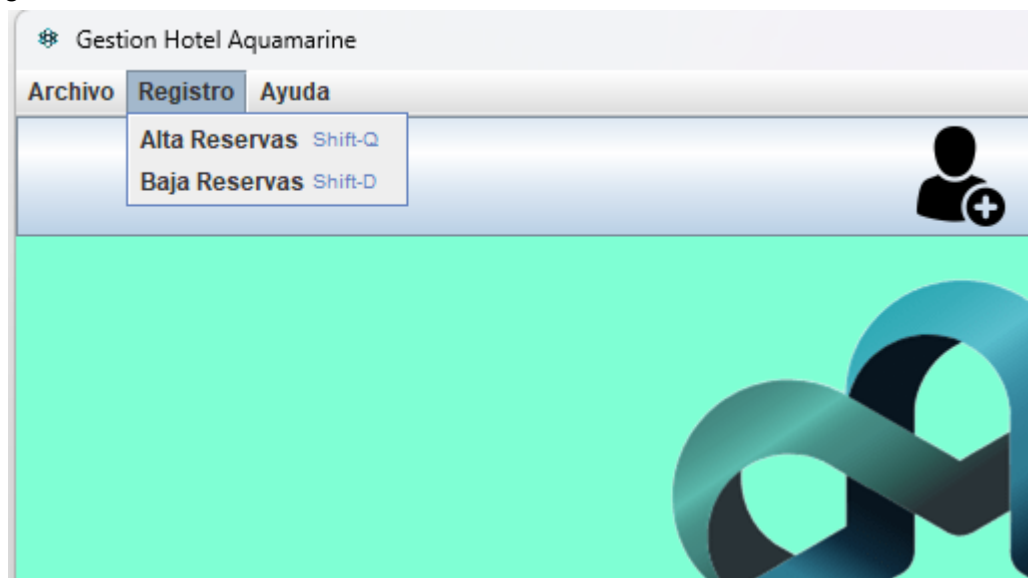 Gestion Hotel Aquamarine
Archivo Registro Ayuda
Alta Reservas Shift-Q
Baja Reservas Shift-D